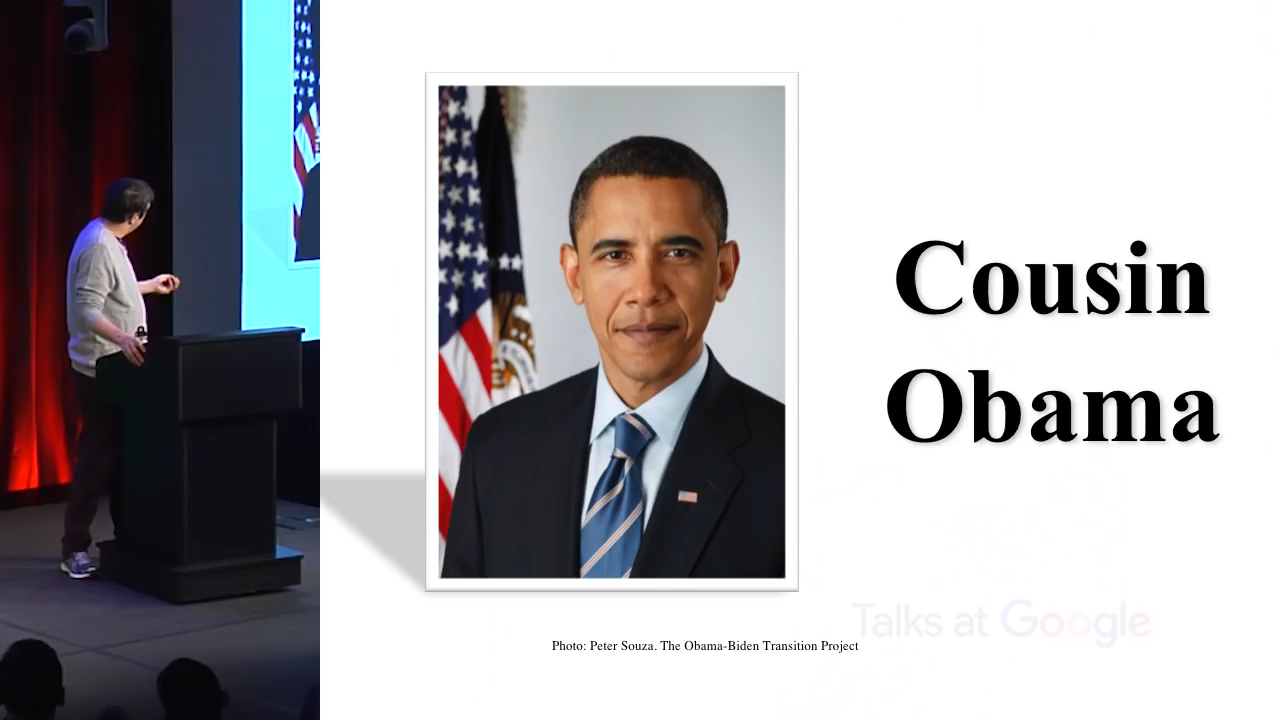 Cousin
Obama
Talks at Google
Photo: Peter Souza. The Obama-Biden Transition Project